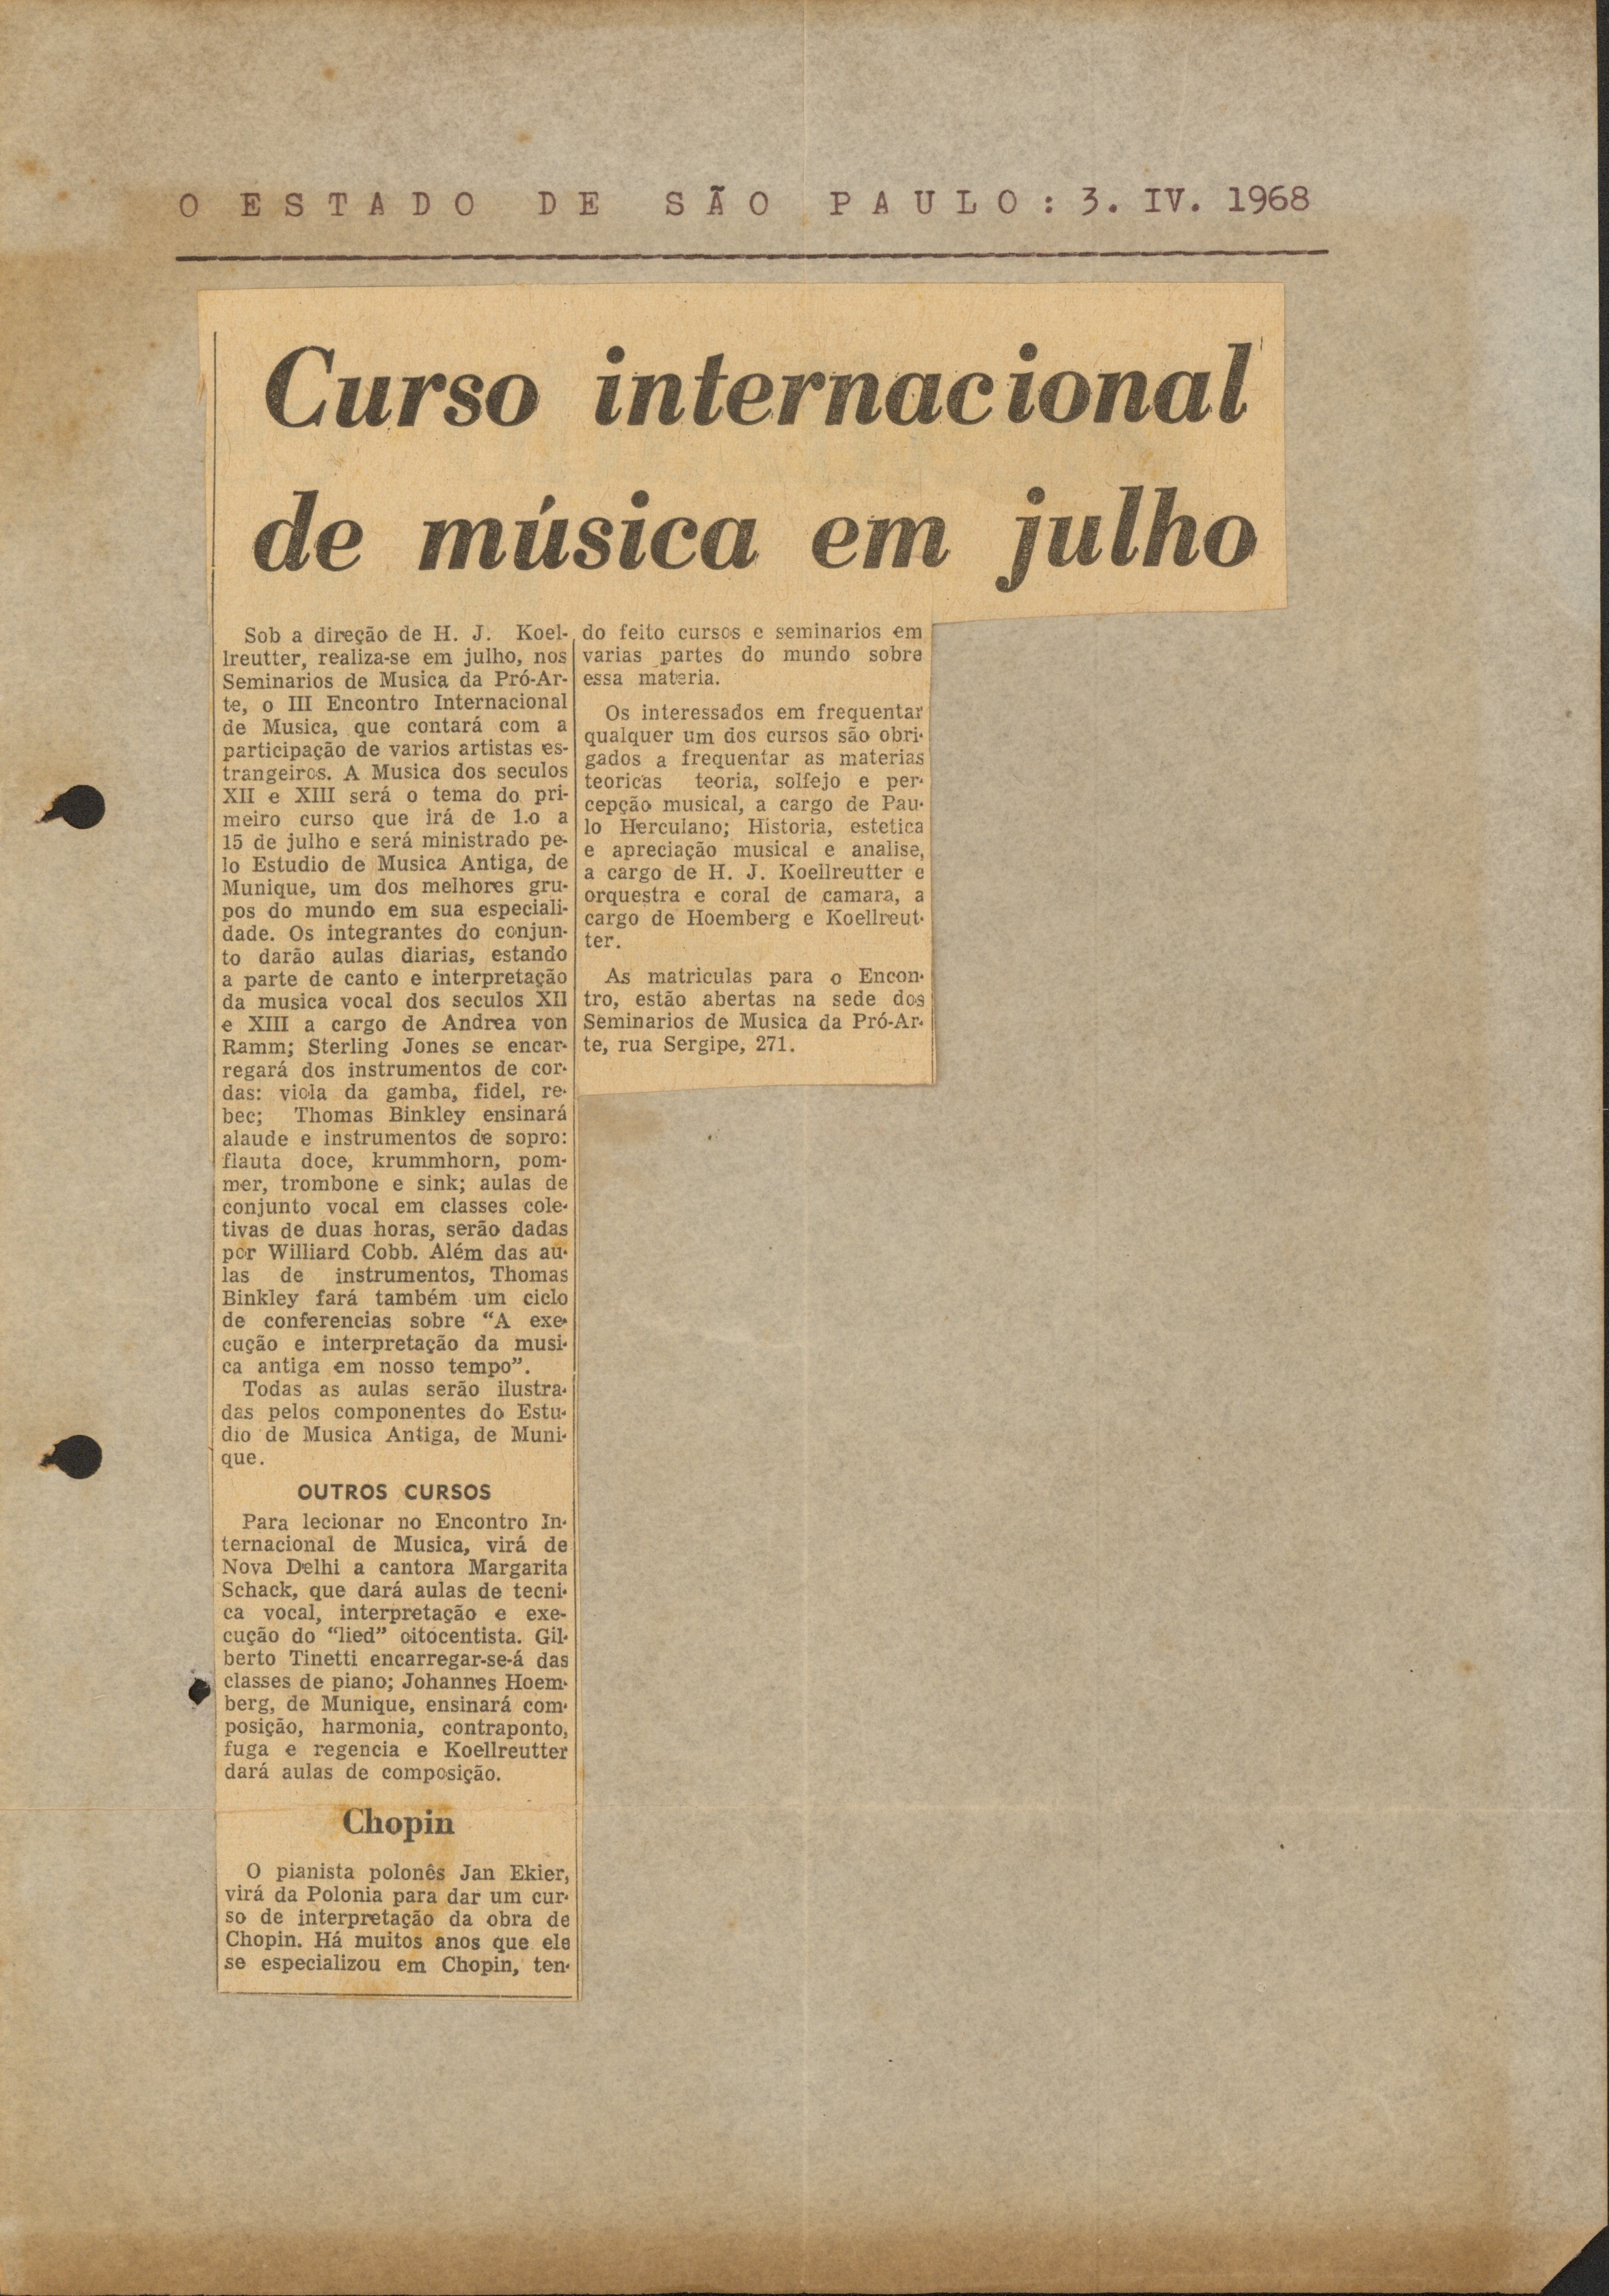 O ESTADO DE SÃO PAULO: 3. IV. 1968
Curso internacional
de música em julho
Sob a direção de H. J. Koel-
lreutter, realiza-se em julho, nos
Seminarios de Musica da Pró-Ar-
te, o III Encontro Internacional
de Musica, que contará com a
participação de varios artistas es-
trangeiros. A Musica dos seculos
XII e XIII será o tema do pri-
meiro curso que irá de 1.o a
15 de julho e será ministrado pe-
lo Estudio de Musica Antiga, de
Munique, um dos melhores gru-
pos do mundo em sua especiali-
dade. Os integrantes do conjun-
to darão aulas diarias, estando
a parte de canto e interpretação
da musica vocal dos seculos XII
e XIII a cargo de Andrea von
Ramm; Sterling Jones se encar-
regará dos instrumentos de cor-
das: viola da gamba, fidel, re-
bec; Thomas Binkley ensinará
alaude e instrumentos de sopro:
flauta doce, krummhorn, pom-
mer, trombone e sink; aulas de
conjunto vocal em classes cole-
tivas de duas horas, serão dadas
por Williard Cobb. Além das au-
las de instrumentos, Thomas
Binkley fará também um ciclo
de conferencias sobre "A exe-
cução e interpretação da musi-
ca antiga em nosso tempo".
Todas as aulas serão ilustra-
das pelos componentes do Estu-
dio de Musica Antiga, de Muni-
que.
OUTROS CURSOS
Para lecionar no Encontro In-
ternacional de Musica, virá de
Nova Delhi a cantora Margarita
Schack, que dará aulas de tecni-
ca vocal, interpretação e exe-
cução do "lied" oitocentista. Gil-
berto Tinetti encarregar-se-á das
classes de piano; Johannes Hoem-
berg, de Munique, ensinará com-
posição, harmonia, contraponto,
fuga e regencia e Koellreutter
dará aulas de composição.
Chopin
O pianista polonês Jan Ekier,
virá da Polonia para dar um cur-
so de interpretação da obra de
Chopin. Há muitos anos que ele
se especializou em Chopin, ten-
do feito cursos e seminarios em
varias partes do mundo sobre
essa materia.
Os interessados em frequentar
qualquer um dos cursos são obri-
gados a frequentar as materias
teoricas teoria, solfejo e per-
cepção musical, a cargo de Pau-
lo Herculano; Historia, estetica
e apreciação musical e analise,
a cargo de H. J. Koellreutter e
orquestra e coral de camara, a
cargo de Hoemberg e Koellreut-
ter.
As matriculas para o Encon-
tro, estão abertas na sede dos
Seminarios de Musica da Pró-Ar-
te, rua Sergipe, 271.